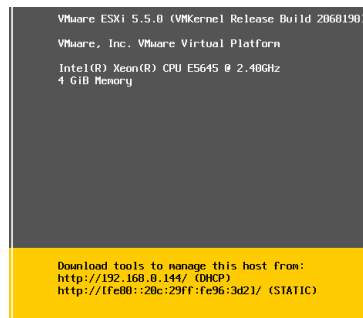 VMware ESXi 5.5.0 (VMKernel Release Build 2068190)
VMware, Inc. VMware Virtual Platform
Intel(R) Xeon(R) CPU E5645 @ 2.40GHz
4 GiB Memory
Download tools to manage this host from:
http://192.168.0.144/ (DHCP)
http://[fe80::20c:29ff:fe96:3d2]/ (STATIC)